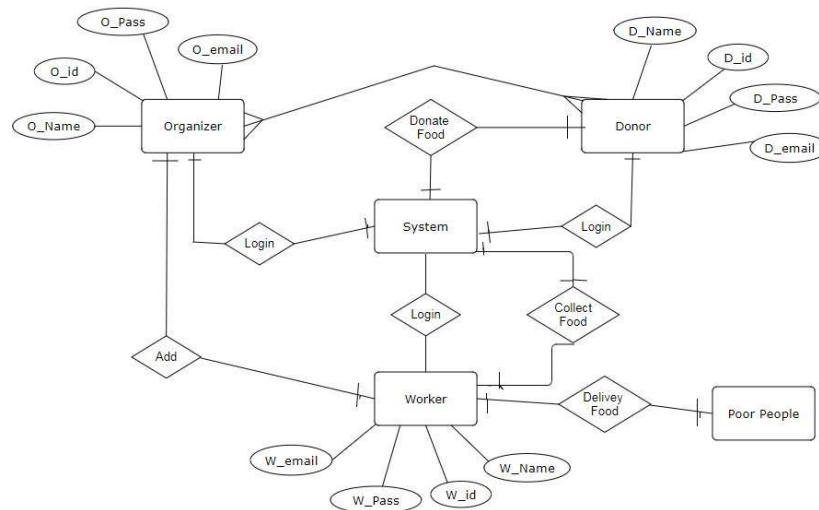 O_Pass
O_email
D_Name
O_id
D_id
D_Pass
O_Name
Organizer
Donate
Food
Donor
D_email
Login
System
Login
Login
Collect
Food
Add
Worker
Delivey
Food
Poor People
W_email
W_Name
W_Pass
W_id